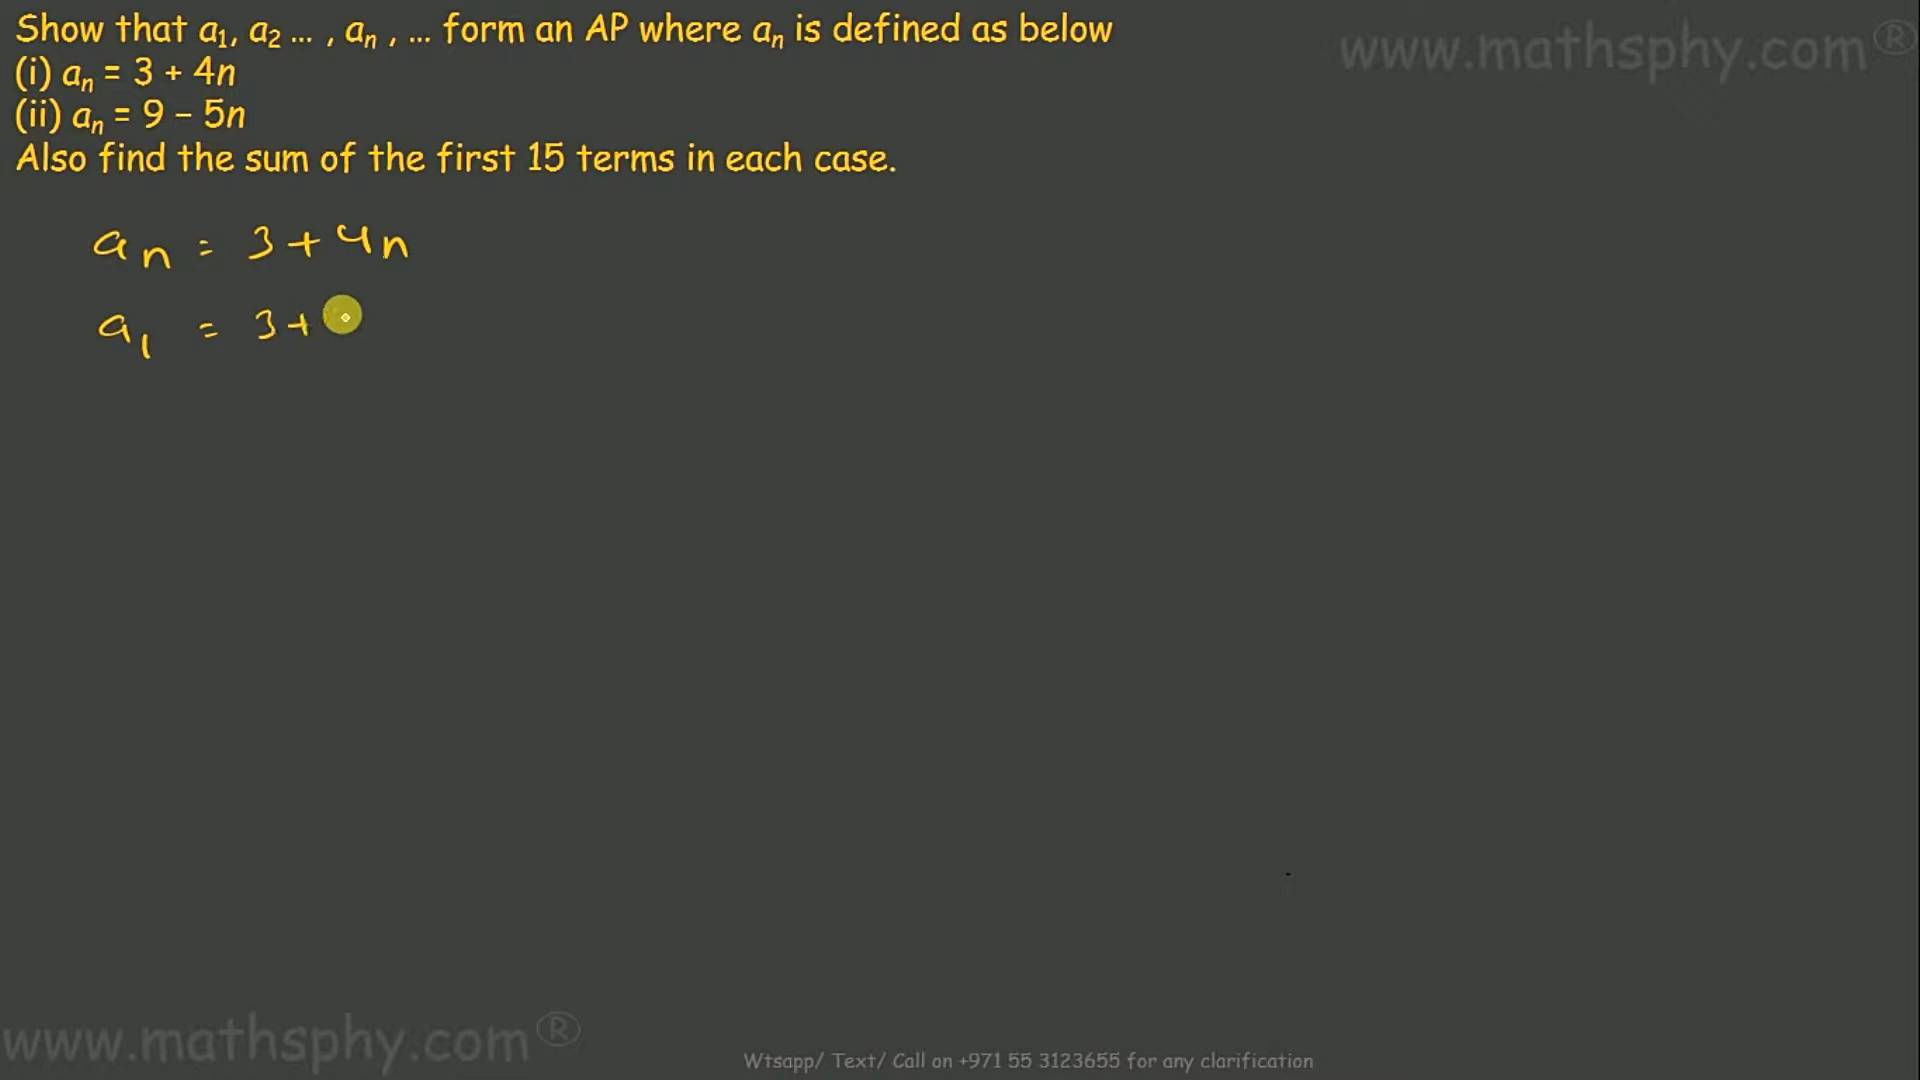 Show that a₁, a₂ ... , aₙ , ... form an AP where aₙ is defined as below
www.mathsphy.com®
(i) aₙ = 3 + 4n
(ii) aₙ = 9 – 5n
Also find the sum of the first 15 terms in each case.
aₙ = 3 + 4n
a₁ = 3 +
www.mathsphy.com®
Wtsapp/ Text/ Call on +971 55 3123655 for any clarification